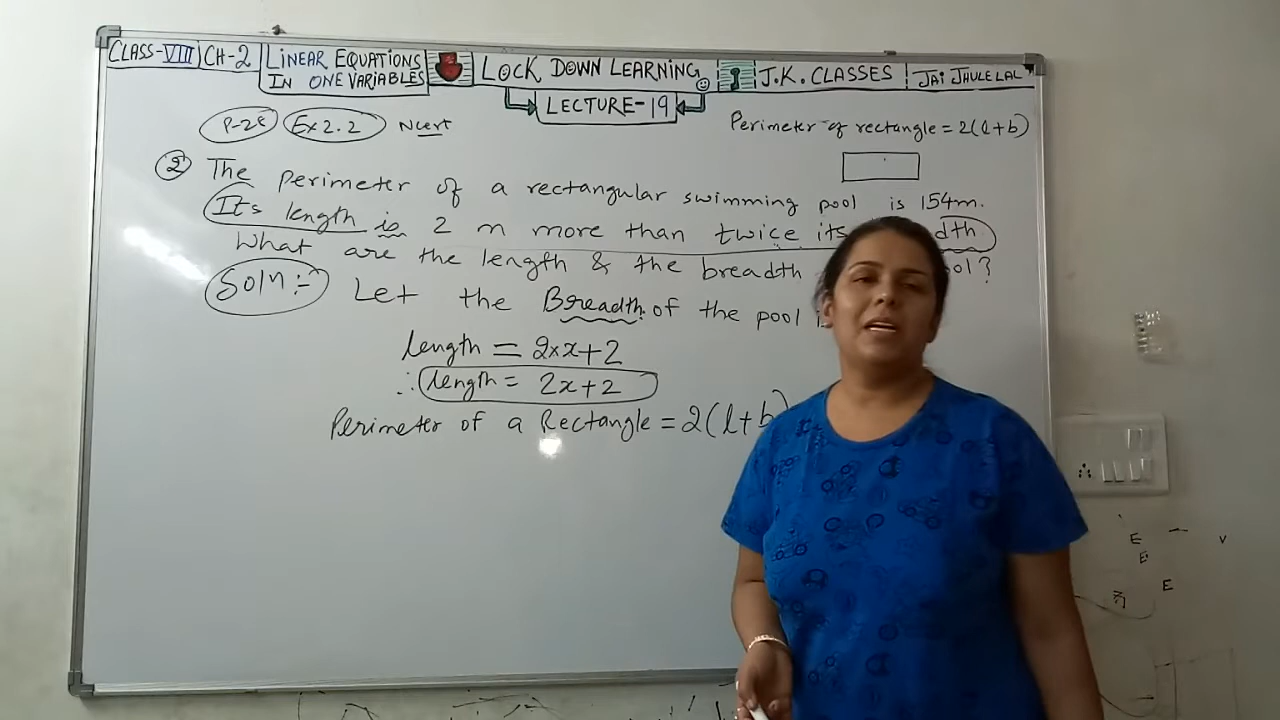 CLASS-VIII CH-2 LINEAR EQUATIONS IN ONE VARIABLES LOCK DOWN LEARNING J.K. CLASSES JAI JHULELAL
LECTURE-19
Ex 2.2 Ncert
Perimeter of rectangle = 2(l+b)
② The perimeter of a rectangular swimming pool is 154m.
Its length is 2 m more than twice its
What are the length & the breadth
Soln:- Let the Breadth of the pool
length = 2×x+2
∴ length = 2x+2
Perimeter of a Rectangle = 2(l+b)